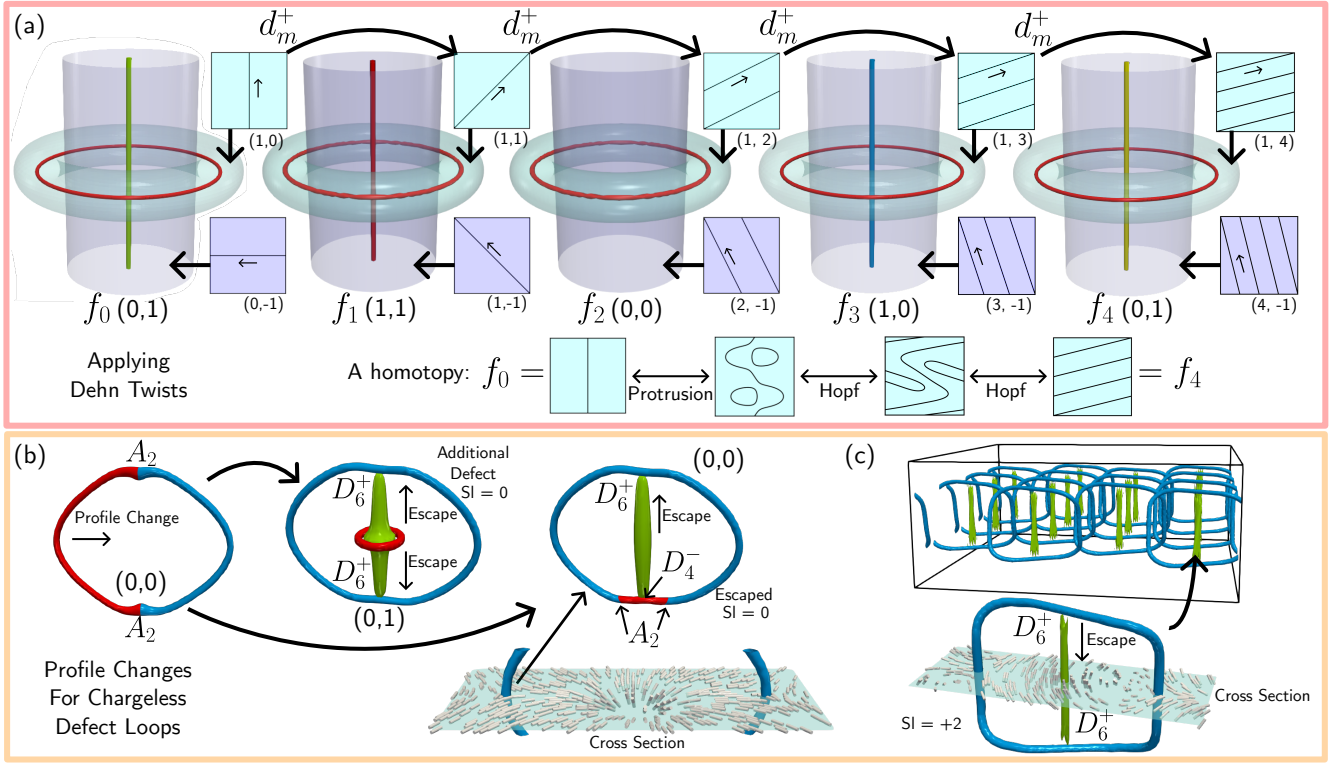 (a)
d_m^+ d_m^+ d_m^+ d_m^+
(1,0) (1,1) (1, 2) (1, 3) (1, 4)
(0,-1) (1,-1) (2, -1) (3, -1) (4, -1)
f_0 (0,1) f_1 (1,1) f_2 (0,0) f_3 (1,0) f_4 (0,1)
Applying
Dehn Twists
A homotopy: f_0 = Protrusion Hopf Hopf = f_4
(b)
A_2
Profile Change
(0,0)
A_2
Additional
Defect
Sl = 0
D_6^+
Escape
D_6^+
Escape
(0,1)
(0,0)
D_6^+
Escape
D_4^-
Escaped
Sl = 0
A_2
Profile Changes
For Chargeless
Defect Loops
Cross Section
(c)
D_6^+
Escape
Cross Section
Sl = +2
D_6^+